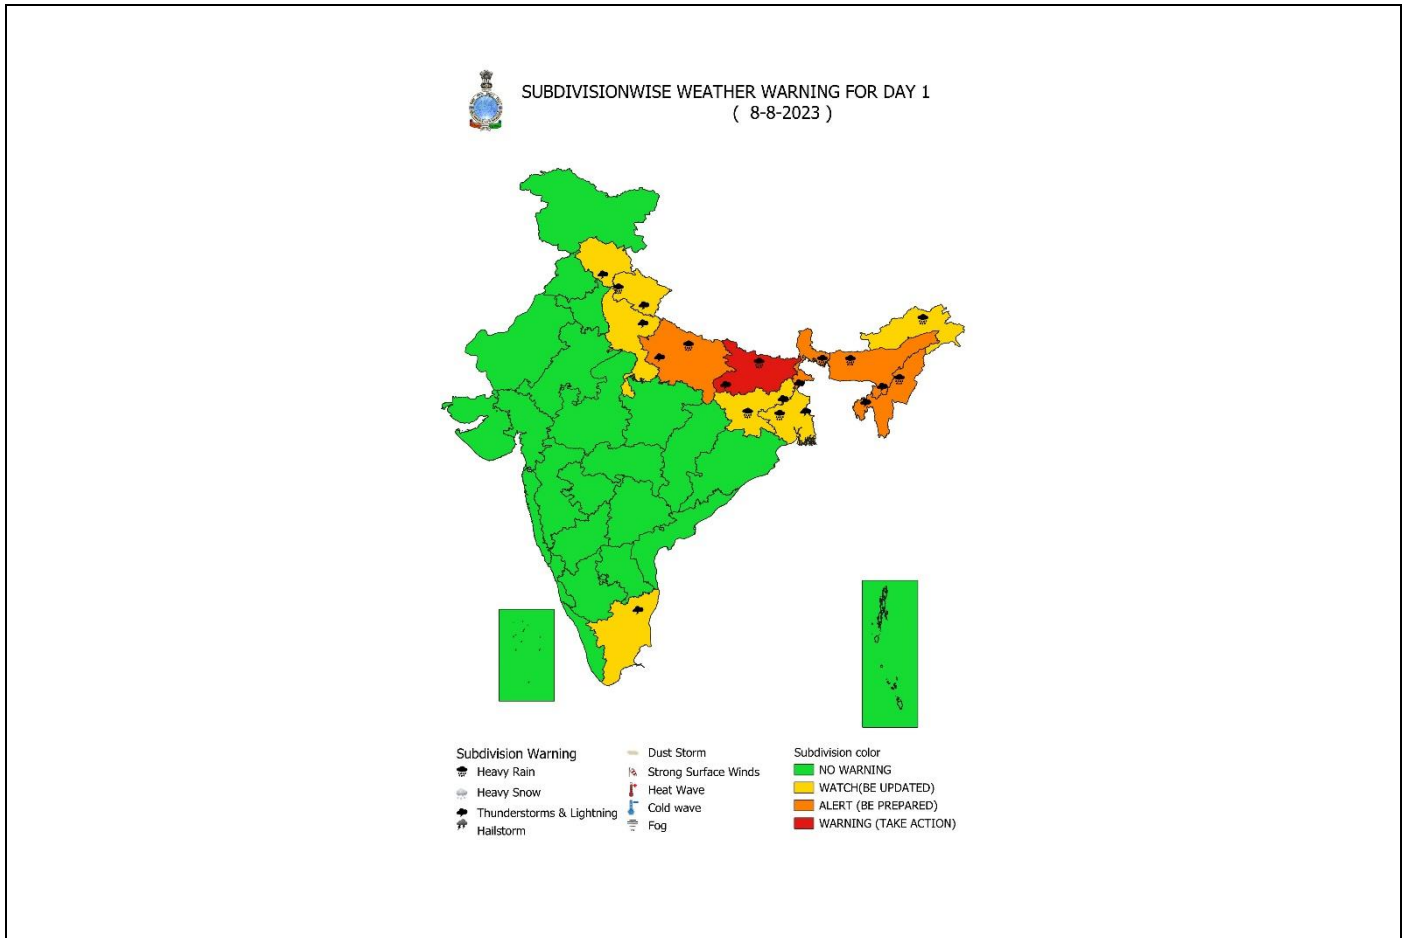 SUBDIVISIONWISE WEATHER WARNING FOR DAY 1
( 8-8-2023 )
Subdivision Warning
Heavy Rain
Heavy Snow
Thunderstorms & Lightning
Hailstorm
Dust Storm
Strong Surface Winds
Heat Wave
Cold wave
Fog
Subdivision color
NO WARNING
WATCH(BE UPDATED)
ALERT (BE PREPARED)
WARNING (TAKE ACTION)